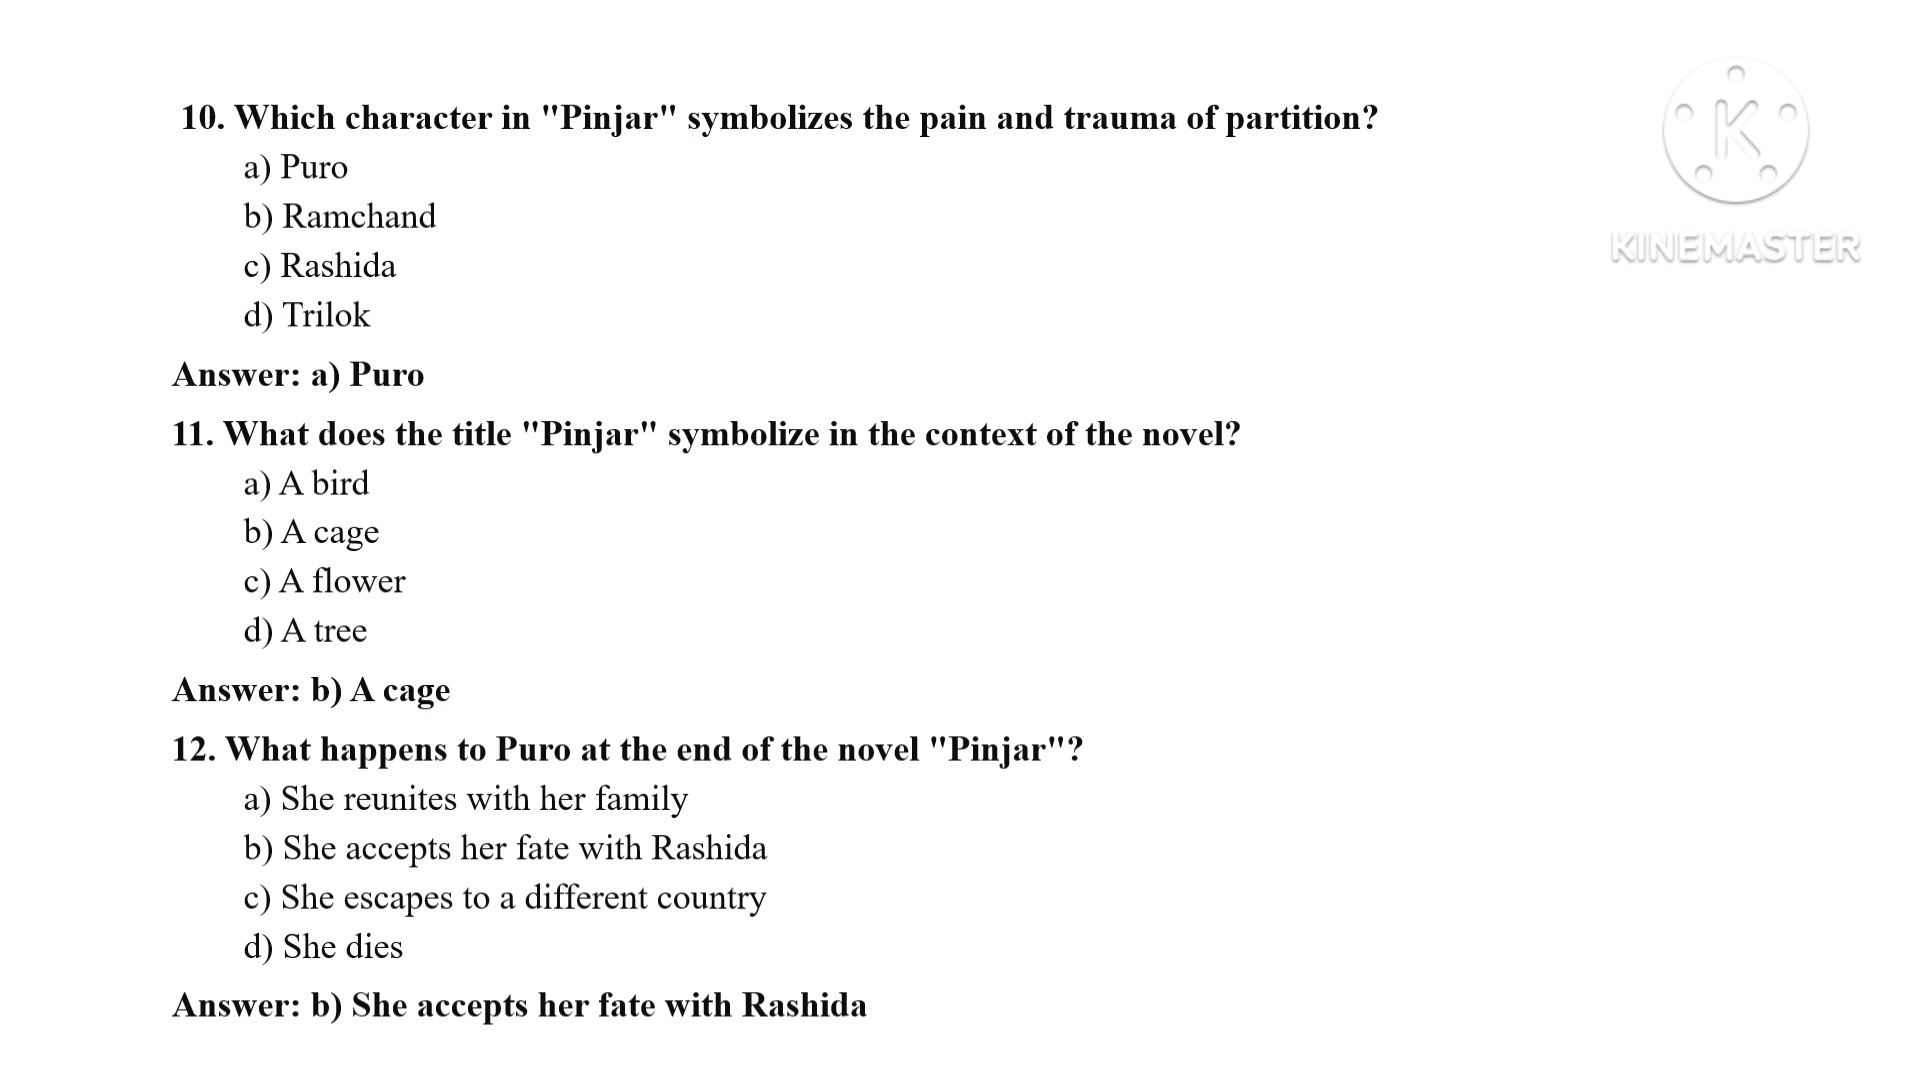 10. Which character in "Pinjar" symbolizes the pain and trauma of partition?
a) Puro
b) Ramchand
c) Rashida
d) Trilok
Answer: a) Puro
11. What does the title "Pinjar" symbolize in the context of the novel?
a) A bird
b) A cage
c) A flower
d) A tree
Answer: b) A cage
12. What happens to Puro at the end of the novel "Pinjar"?
a) She reunites with her family
b) She accepts her fate with Rashida
c) She escapes to a different country
d) She dies
Answer: b) She accepts her fate with Rashida
K
KINEMASTER